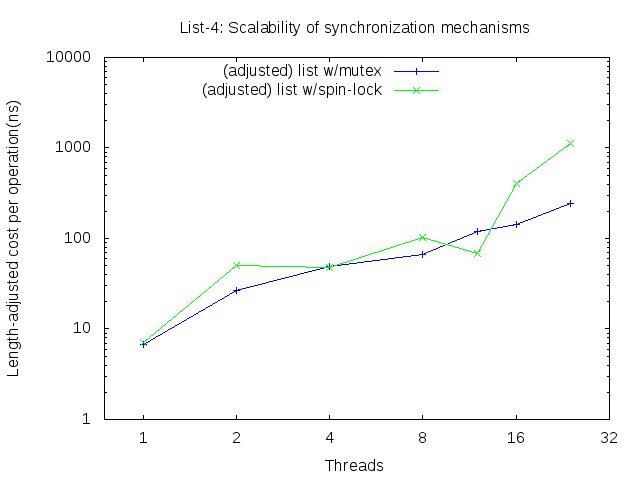 List-4: Scalability of synchronization mechanisms
(adjusted) list w/mutex
(adjusted) list w/spin-lock
Length-adjusted cost per operation(ns)
10000
1000
100
10
1
1 2 4 8 16 32
Threads